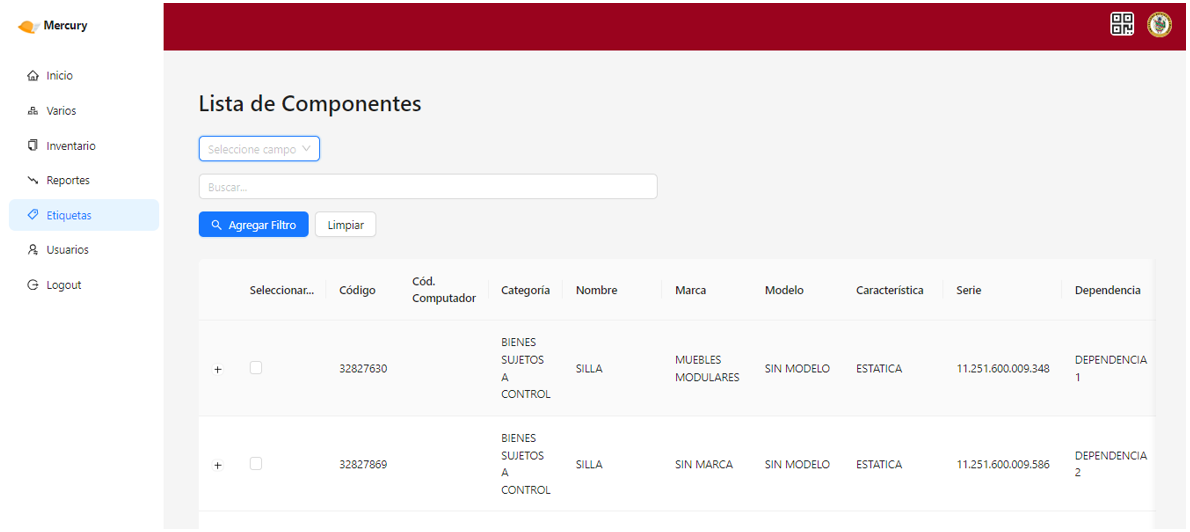 Mercury
Inicio
Varios
Inventario
Reportes
Etiquetas
Usuarios
Logout
Lista de Componentes
Seleccione campo
Buscar...
Agregar Filtro
Limpiar
Seleccionar... Código Cód. Computador Categoría Nombre Marca Modelo Característica Serie Dependencia
+ 32827630 BIENES SUJETOS A CONTROL SILLA MUEBLES MODULARES SIN MODELO ESTATICA 11.251.600.009.348 DEPENDENCIA 1
+ 32827869 BIENES SUJETOS A CONTROL SILLA SIN MARCA SIN MODELO ESTATICA 11.251.600.009.586 DEPENDENCIA 2